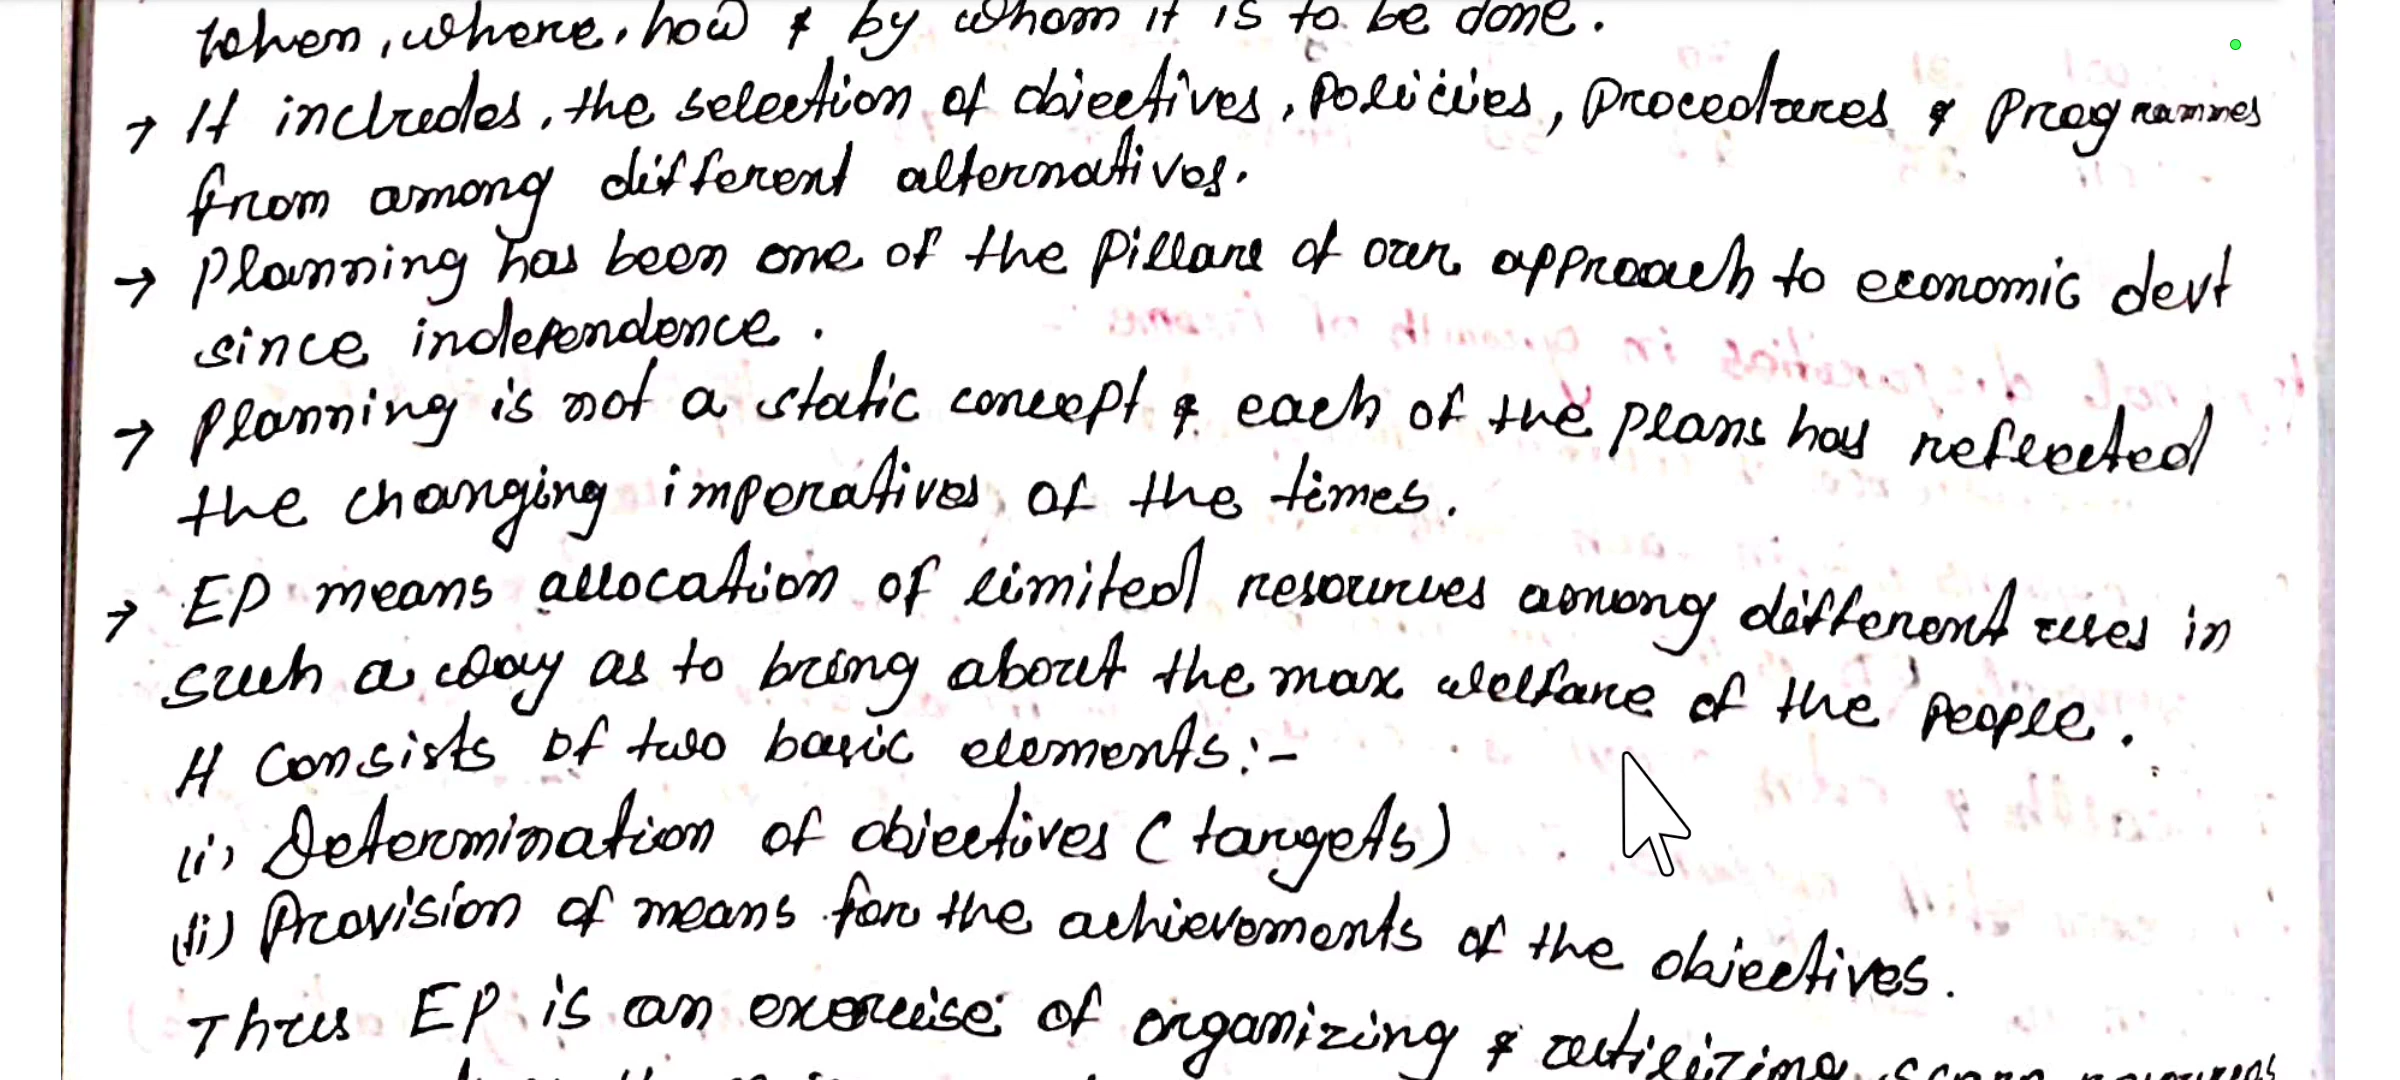 taken, where, how & by whom it is to be done.
→ It includes, the selection of objectives, policies, procedures & programmes
from among different alternatives.
→ Planning has been one of the pillars of our approach to economic devt
since independence.
→ Planning is not a static concept & each of the plans has reflected
the changing imperatives of the times.
→ EP means allocation of limited resources among different uses in
such a way as to bring about the max welfare of the people.
It consists of two basic elements:-
(i) Determination of objectives (targets)
(ii) Provision of means for the achievements of the objectives.
Thus EP is an exercise of organizing & utilizing scarce resources